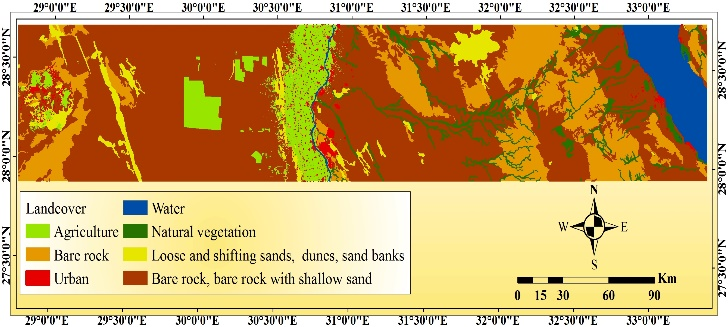 29°0'0"E 29°30'0"E 30°0'0"E 30°30'0"E 31°0'0"E 31°30'0"E 32°0'0"E 32°30'0"E 33°0'0"E
28°30'0"N 28°30'0"N
28°0'0"N 28°0'0"N
27°30'0"N 27°30'0"N
Landcover Water
Agriculture Natural vegetation
Bare rock Loose and shifting sands, dunes, sand banks
Urban Bare rock, bare rock with shallow sand
N
W E
S
Km
0 15 30 60 90
29°0'0"E 29°30'0"E 30°0'0"E 30°30'0"E 31°0'0"E 31°30'0"E 32°0'0"E 32°30'0"E 33°0'0"E